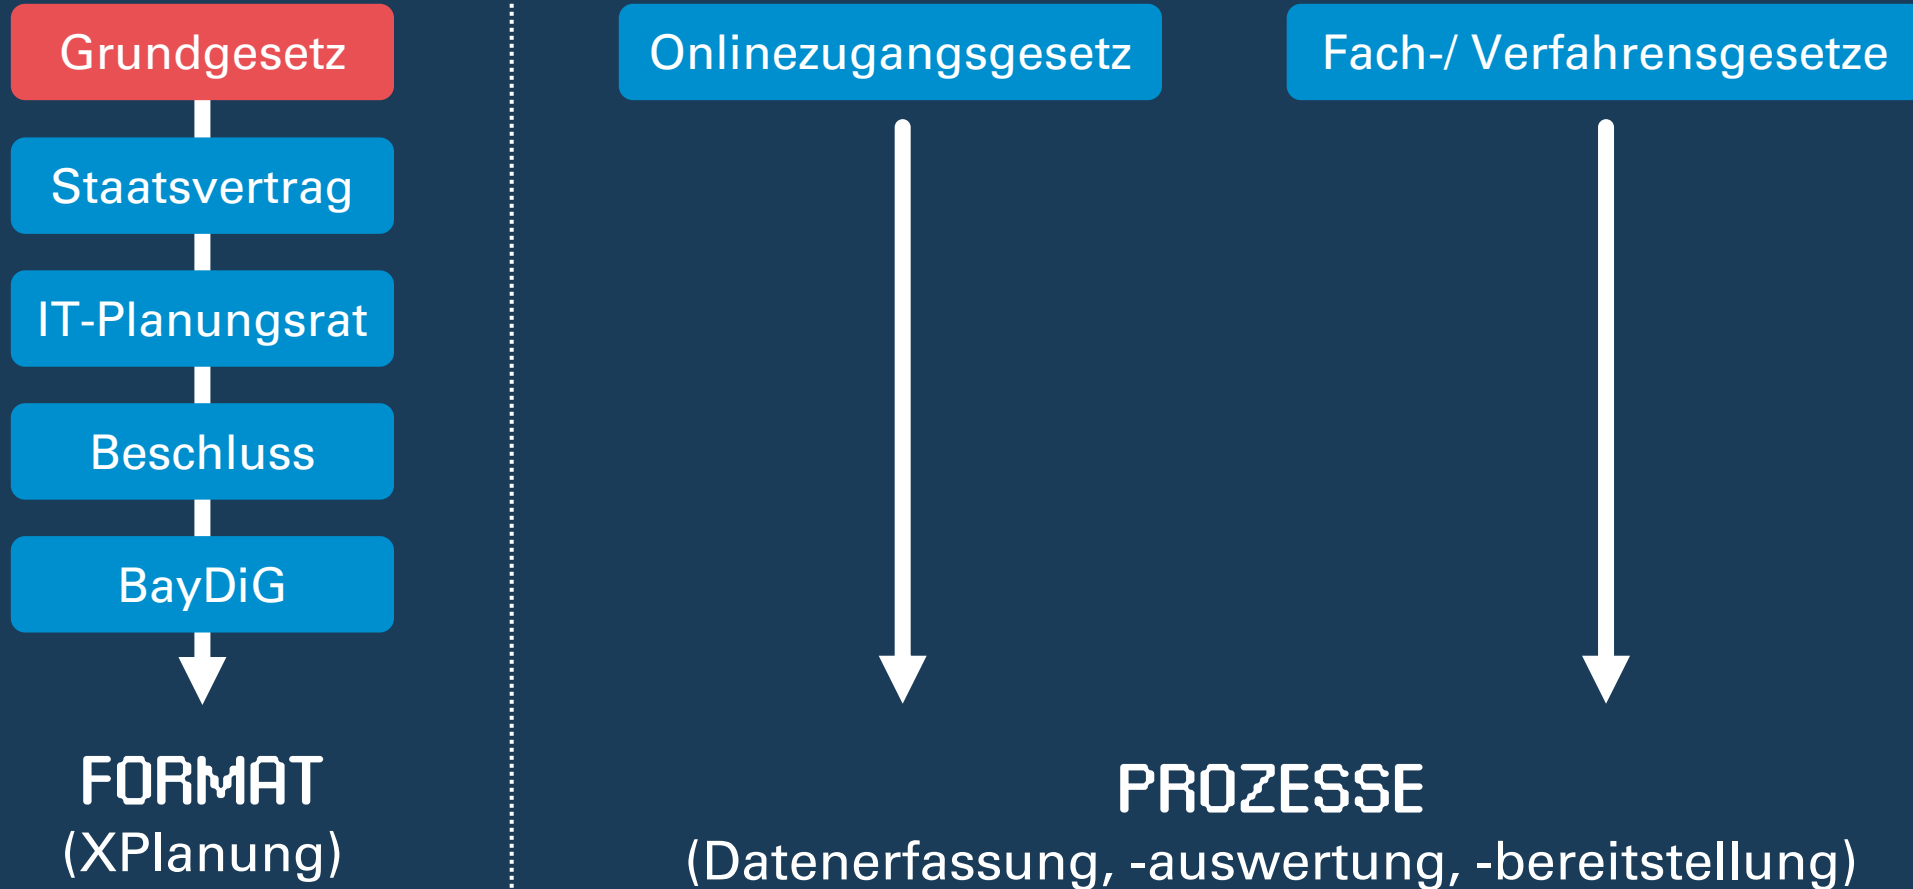 Grundgesetz
Staatsvertrag
IT-Planungsrat
Beschluss
BayDiG
FORMAT
(XPlanung)
Onlinezugangsgesetz
Fach-/ Verfahrensgesetze
PROZESSE
(Datenerfassung, -auswertung, -bereitstellung)